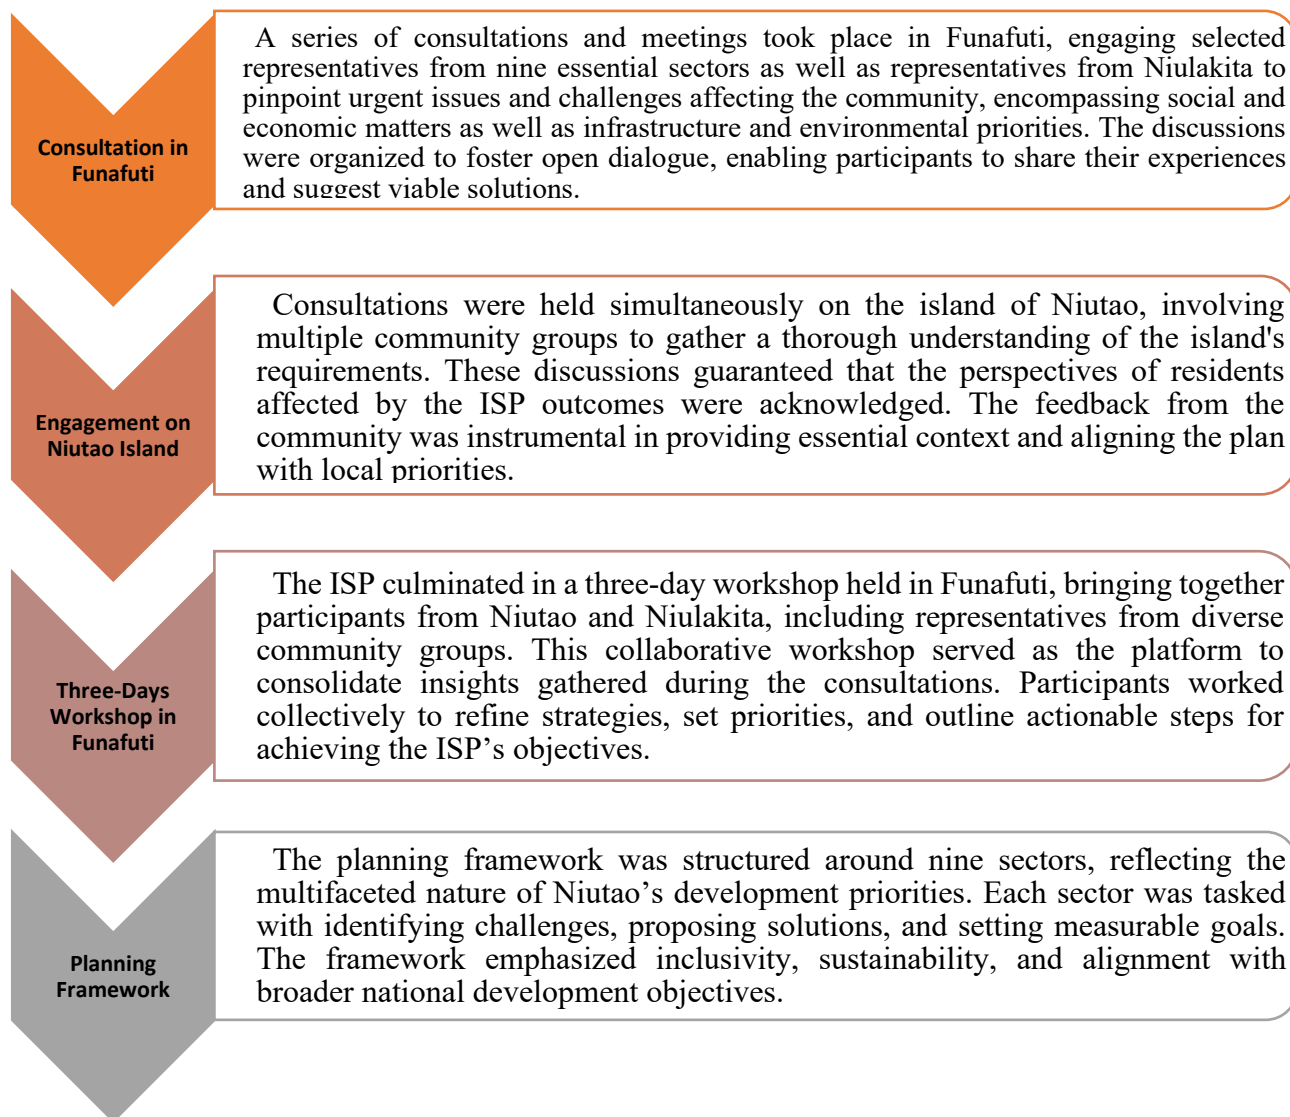 Consultation in
Funafuti
A series of consultations and meetings took place in Funafuti, engaging selected
representatives from nine essential sectors as well as representatives from Niulakita to
pinpoint urgent issues and challenges affecting the community, encompassing social and
economic matters as well as infrastructure and environmental priorities. The discussions
were organized to foster open dialogue, enabling participants to share their experiences
and suggest viable solutions.
Engagement on
Niutao Island
Consultations were held simultaneously on the island of Niutao, involving
multiple community groups to gather a thorough understanding of the island's
requirements. These discussions guaranteed that the perspectives of residents
affected by the ISP outcomes were acknowledged. The feedback from the
community was instrumental in providing essential context and aligning the plan
with local priorities.
Three-Days
Workshop in
Funafuti
The ISP culminated in a three-day workshop held in Funafuti, bringing together
participants from Niutao and Niulakita, including representatives from diverse
community groups. This collaborative workshop served as the platform to
consolidate insights gathered during the consultations. Participants worked
collectively to refine strategies, set priorities, and outline actionable steps for
achieving the ISP’s objectives.
Planning
Framework
The planning framework was structured around nine sectors, reflecting the
multifaceted nature of Niutao’s development priorities. Each sector was tasked
with identifying challenges, proposing solutions, and setting measurable goals.
The framework emphasized inclusivity, sustainability, and alignment with
broader national development objectives.